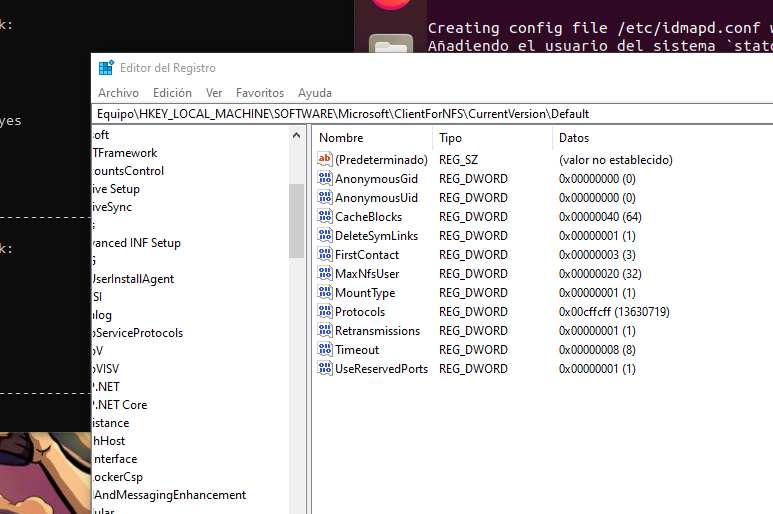 k:
Creating config file /etc/idmapd.conf w
Añadiendo el usuario del sistema `stato
Editor del Registro
Archivo Edición Ver Favoritos Ayuda
Equipo\HKEY_LOCAL_MACHINE\SOFTWARE\Microsoft\ClientForNFS\CurrentVersion\Default
yes
k:
soft
TFramework
ountsControl
ive Setup
iveSync
s
vanced INF Setup
UserInstallAgent
SI
alog
ServiceProtocols
oV
oVISV
P.NET
P.NET Core
istance
hHost
nterface
ockerCsp
AndMessagingEnhancement
Nombre Tipo Datos
(Predeterminado) REG_SZ (valor no establecido)
AnonymousGid REG_DWORD 0x00000000 (0)
AnonymousUid REG_DWORD 0x00000000 (0)
CacheBlocks REG_DWORD 0x00000040 (64)
DeleteSymLinks REG_DWORD 0x00000001 (1)
FirstContact REG_DWORD 0x00000003 (3)
MaxNfsUser REG_DWORD 0x00000020 (32)
MountType REG_DWORD 0x00000001 (1)
Protocols REG_DWORD 0x00cffcff (13630719)
Retransmissions REG_DWORD 0x00000001 (1)
Timeout REG_DWORD 0x00000008 (8)
UseReservedPorts REG_DWORD 0x00000001 (1)